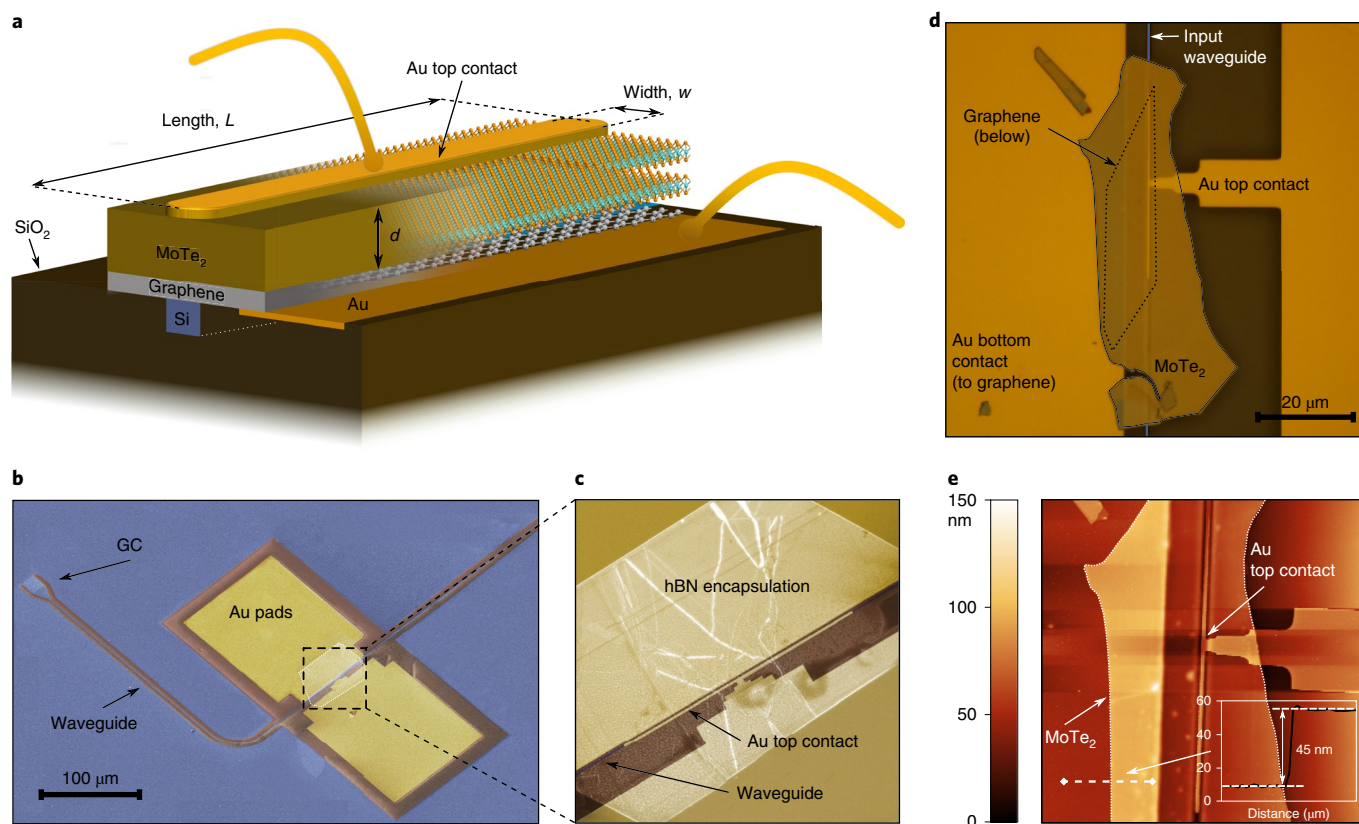 a
Length, L
Au top contact
Width, w
SiO2
d
MoTe2
Graphene
Au
Si
b
GC
Au pads
Waveguide
100 μm
c
hBN encapsulation
Au top contact
Waveguide
d
Input
waveguide
Graphene
(below)
Au top contact
Au bottom
contact
(to graphene)
MoTe2
20 μm
e
150
nm
100
50
0
Au
top contact
MoTe2
60
40
20
0
45 nm
Distance (μm)